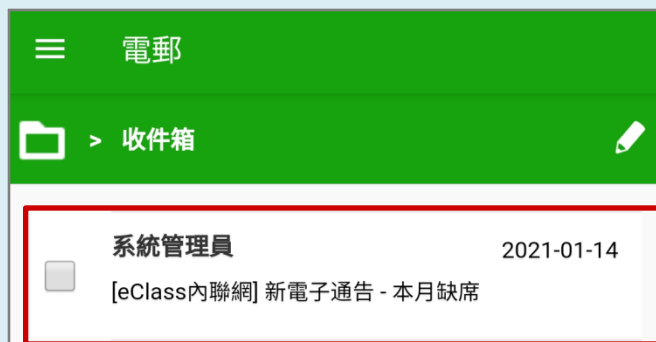 電郵
> 收件箱
系統管理員 2021-01-14
[eClass內聯網] 新電子通告 - 本月缺席